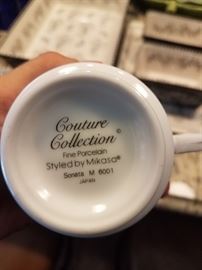 Couture
Collection©
Fine Porcelain
Styled by Mikasa®
Sonata M 6001
JAPAN